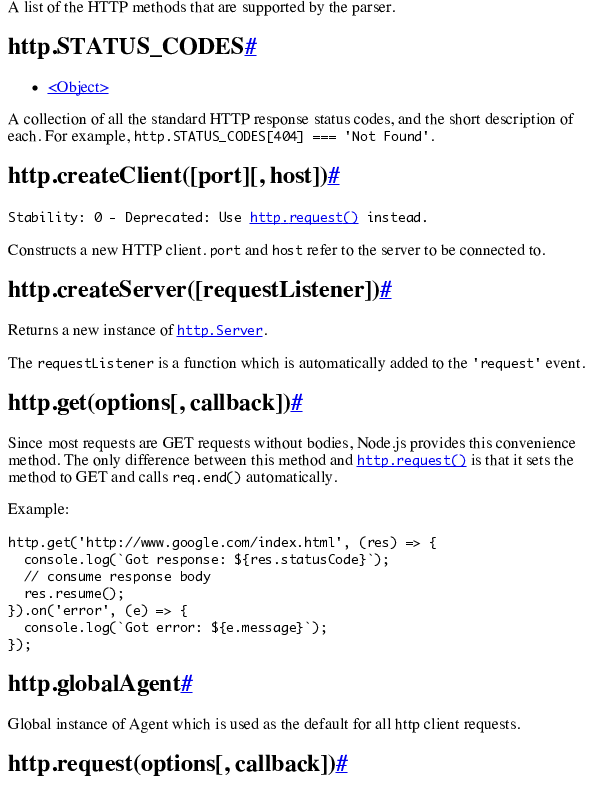 A list of the HTTP methods that are supported by the parser.
http.STATUS_CODES#
<Object>
A collection of all the standard HTTP response status codes, and the short description of
each. For example, http.STATUS_CODES[404] === 'Not Found'.
http.createClient([port][, host])#
Stability: 0 - Deprecated: Use http.request() instead.
Constructs a new HTTP client. port and host refer to the server to be connected to.
http.createServer([requestListener])#
Returns a new instance of http.Server.
The requestListener is a function which is automatically added to the 'request' event.
http.get(options[, callback])#
Since most requests are GET requests without bodies, Node.js provides this convenience
method. The only difference between this method and http.request() is that it sets the
method to GET and calls req.end() automatically.
Example:
http.get('http://www.google.com/index.html', (res) => {
  console.log(`Got response: ${res.statusCode}`);
  // consume response body
  res.resume();
}).on('error', (e) => {
  console.log(`Got error: ${e.message}`);
});
http.globalAgent#
Global instance of Agent which is used as the default for all http client requests.
http.request(options[, callback])#